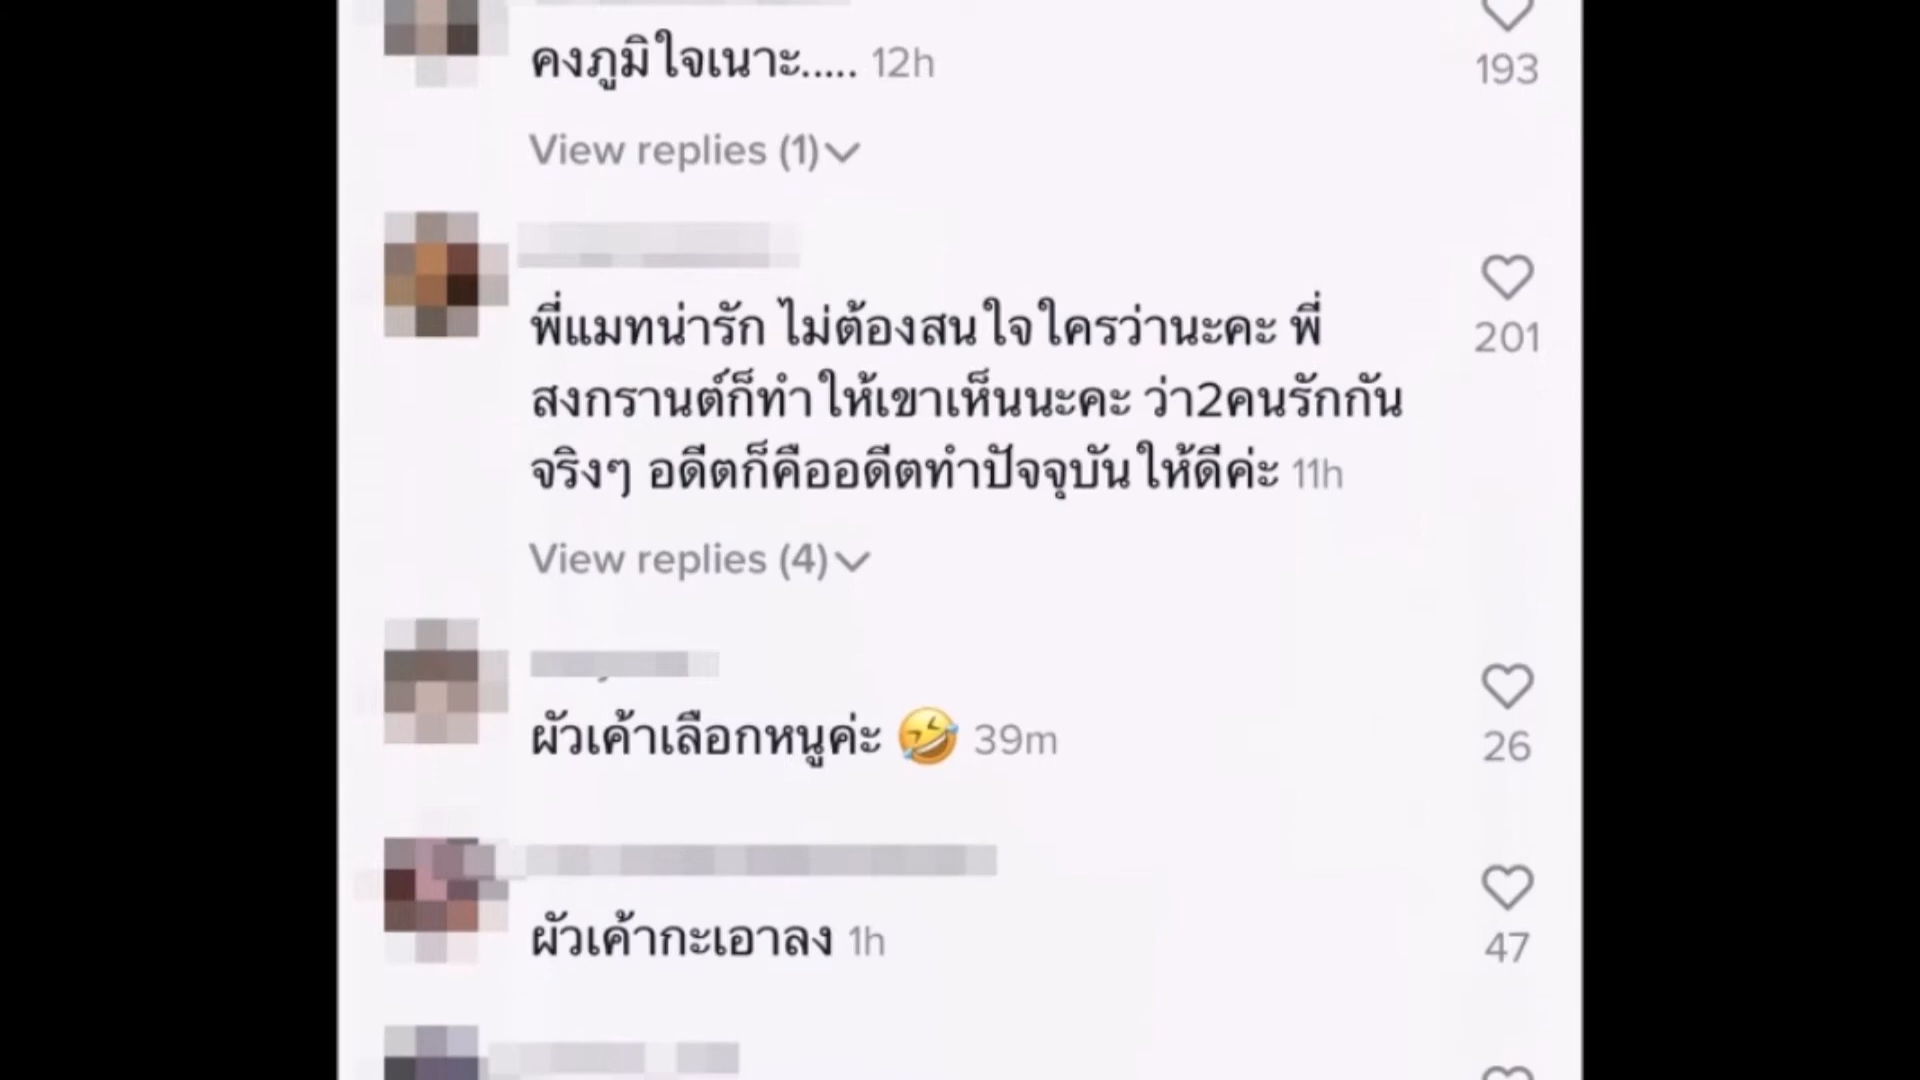 คงภูมิใจเนาะ..... 12h
193
View replies (1)
พี่แมทน่ารัก ไม่ต้องสนใจใครว่านะคะ พี่
สงกรานต์ก็ทำให้เขาเห็นนะคะ ว่า2คนรักกัน
จริงๆ อดีตก็คืออดีตทำปัจจุบันให้ดีค่ะ 11h
201
View replies (4)
ผัวเค้าเลือกหนูค่ะ 🤣 39m
26
ผัวเค้ากะเอาลง 1h
47